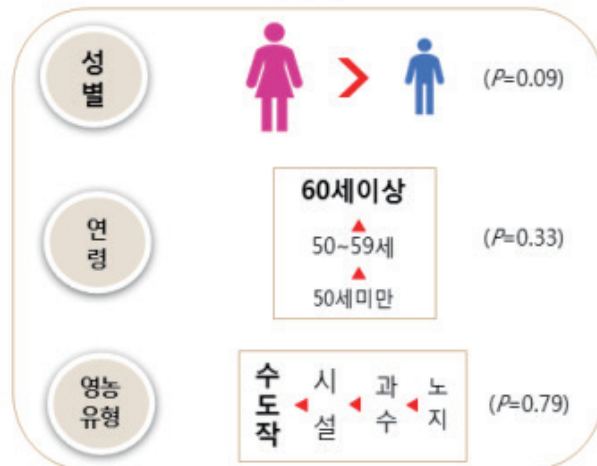 성별
(P=0.09)
연령
60세이상
50~59세
50세미만
(P=0.33)
영농
유형
수도작
시설
과수
노지
(P=0.79)